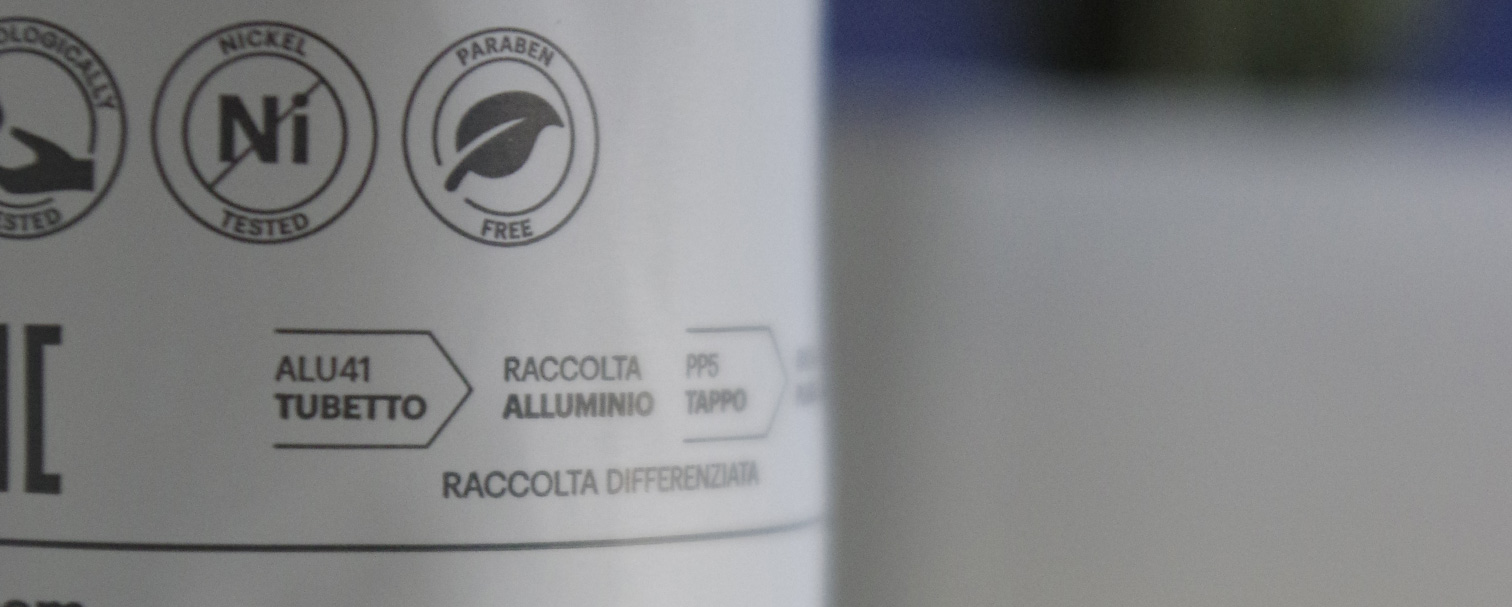 NICKEL
Ni
TESTED
PARABEN
FREE
ALU41
TUBETTO
RACCOLTA
ALLUMINIO
PP5
TAPPO
RACCOLTA DIFFERENZIATA